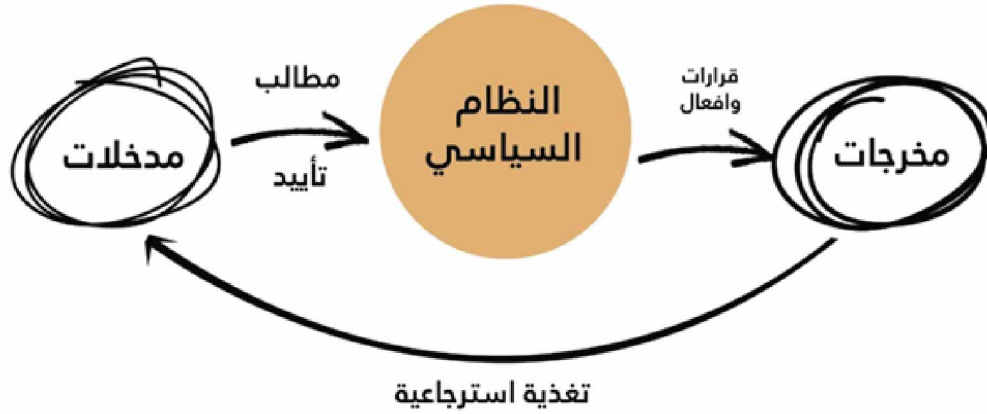 مدخلات
مطالب
تأييد
النظام
السياسي
قرارات
وافعال
مخرجات
تغذية استرجاعية